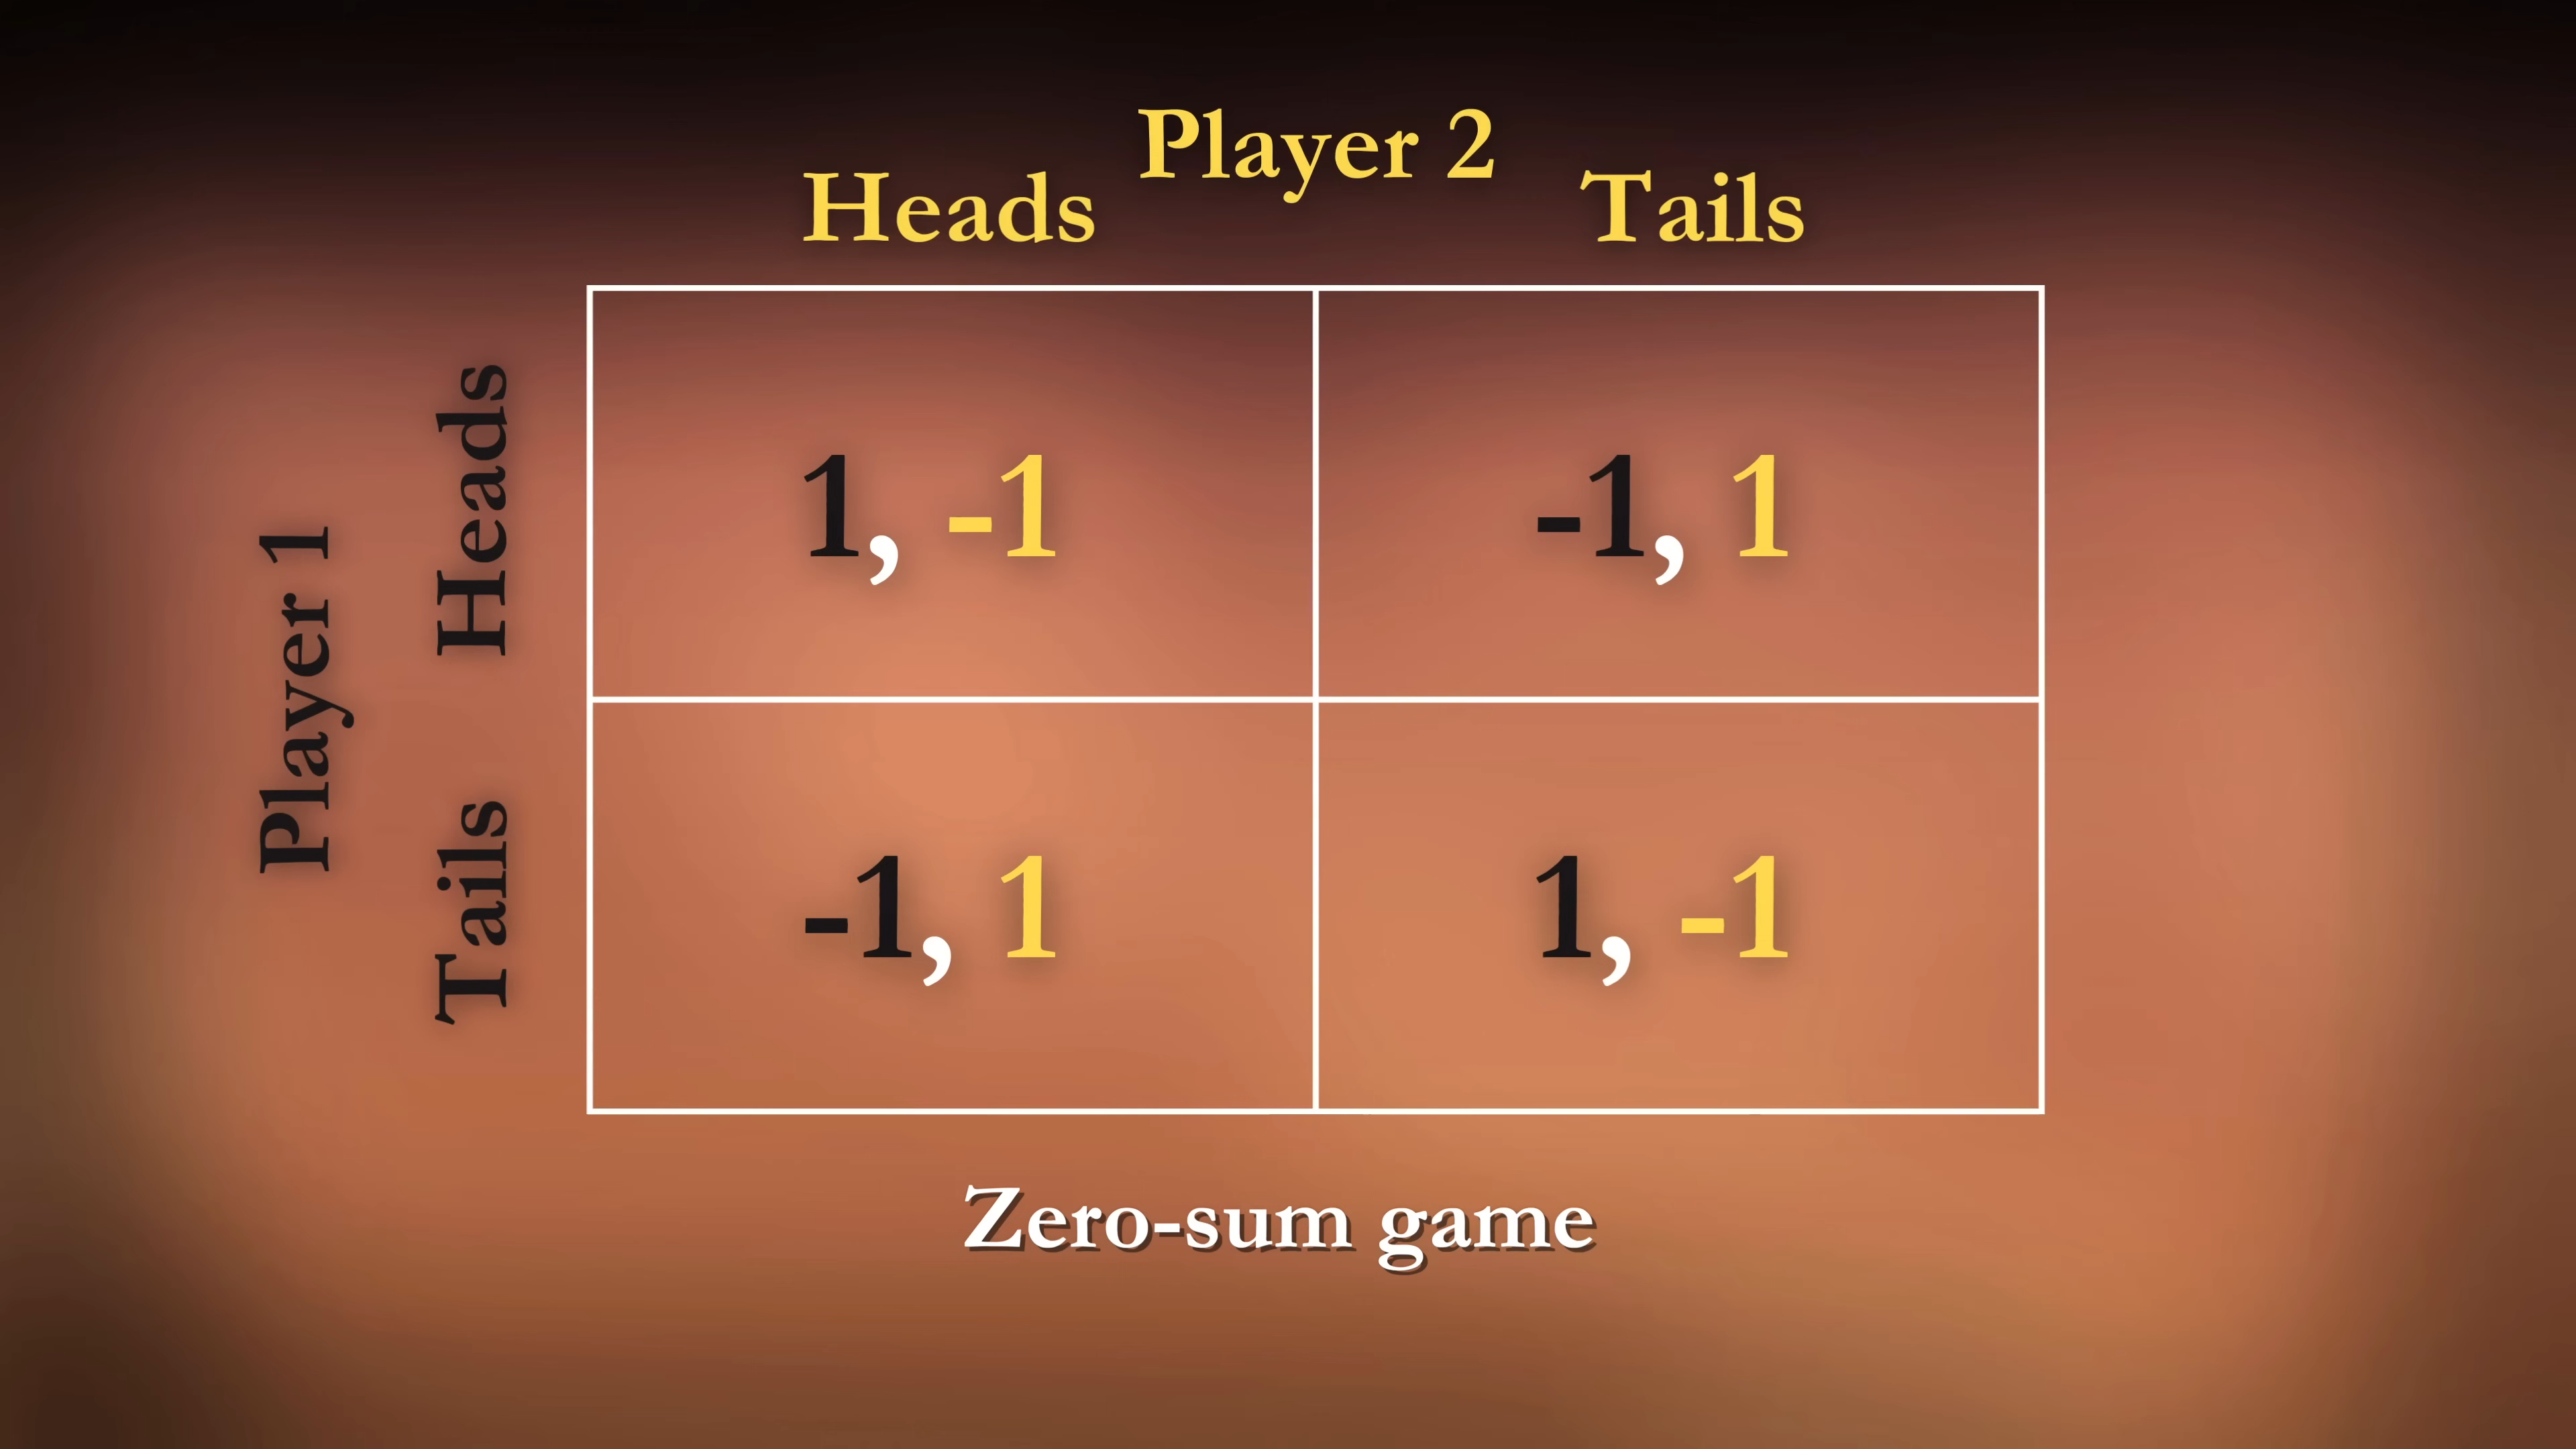 Player 2
Heads Tails
Player 1
Heads
1, -1 -1, 1
Tails
-1, 1 1, -1
Zero-sum game